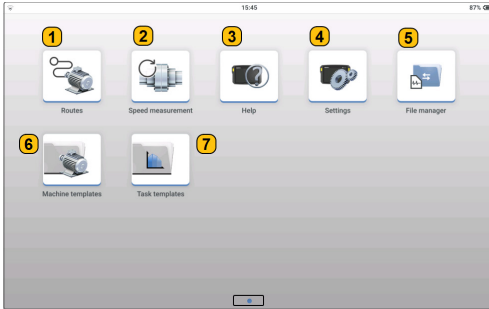 15:45
87%
1
2
3
4
5
Routes
Speed measurement
Help
Settings
File manager
6
7
Machine templates
Task templates